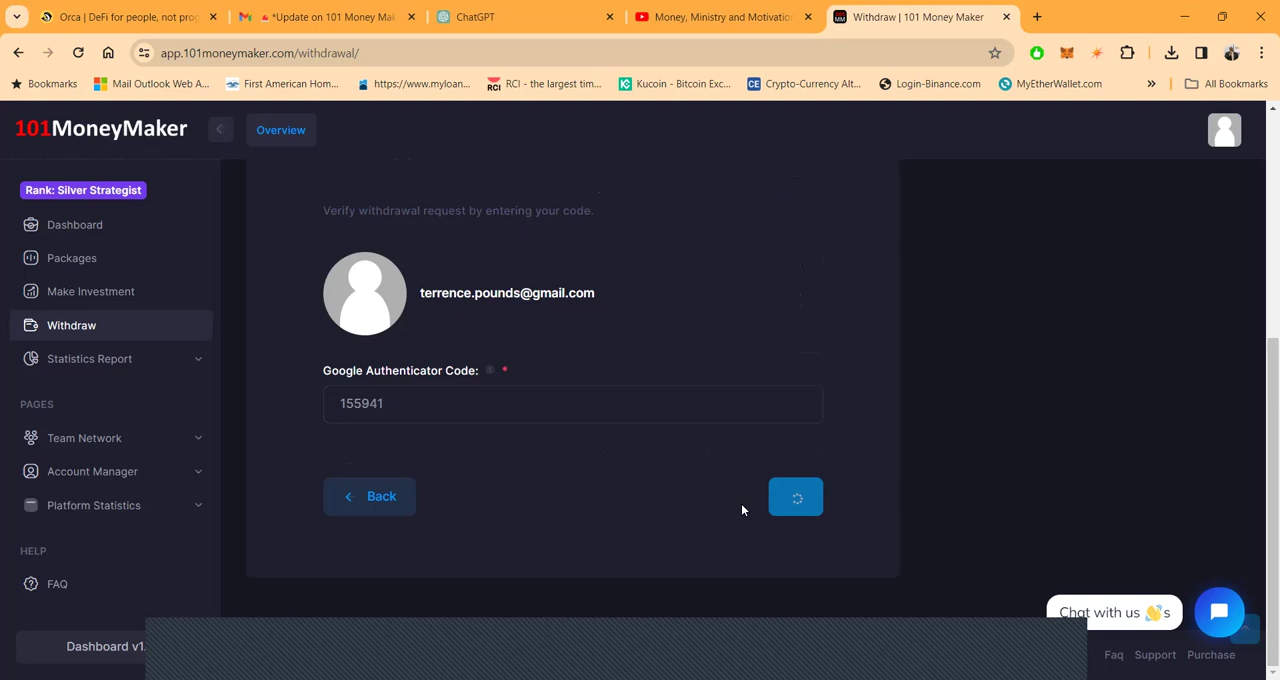 Orca | DeFi for people, not prog
*Update on 101 Money Mak
ChatGPT
Money, Ministry and Motivation
Withdraw | 101 Money Maker
app.101moneymaker.com/withdrawal/
Bookmarks
Mail Outlook Web A...
First American Hom...
https://www.myloan...
RCI - the largest tim...
Kucoin - Bitcoin Exc...
Crypto-Currency Alt...
Login-Binance.com
MyEtherWallet.com
All Bookmarks
101MoneyMaker
Overview
Rank: Silver Strategist
Dashboard
Packages
Make Investment
Withdraw
Statistics Report
PAGES
Team Network
Account Manager
Platform Statistics
HELP
FAQ
Dashboard v1.
Verify withdrawal request by entering your code.
terrence.pounds@gmail.com
Google Authenticator Code: *
155941
Back
Chat with us 👋s
Faq Support Purchase